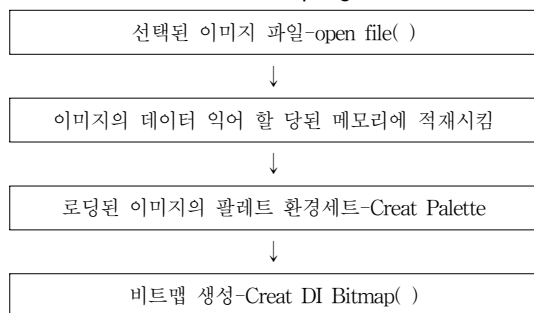 선택된 이미지 파일-open file( )
↓
이미지의 데이터 익어 할 당된 메모리에 적재시킴
↓
로딩된 이미지의 팔레트 환경세트-Creat Palette
↓
비트맵 생성-Creat DI Bitmap( )